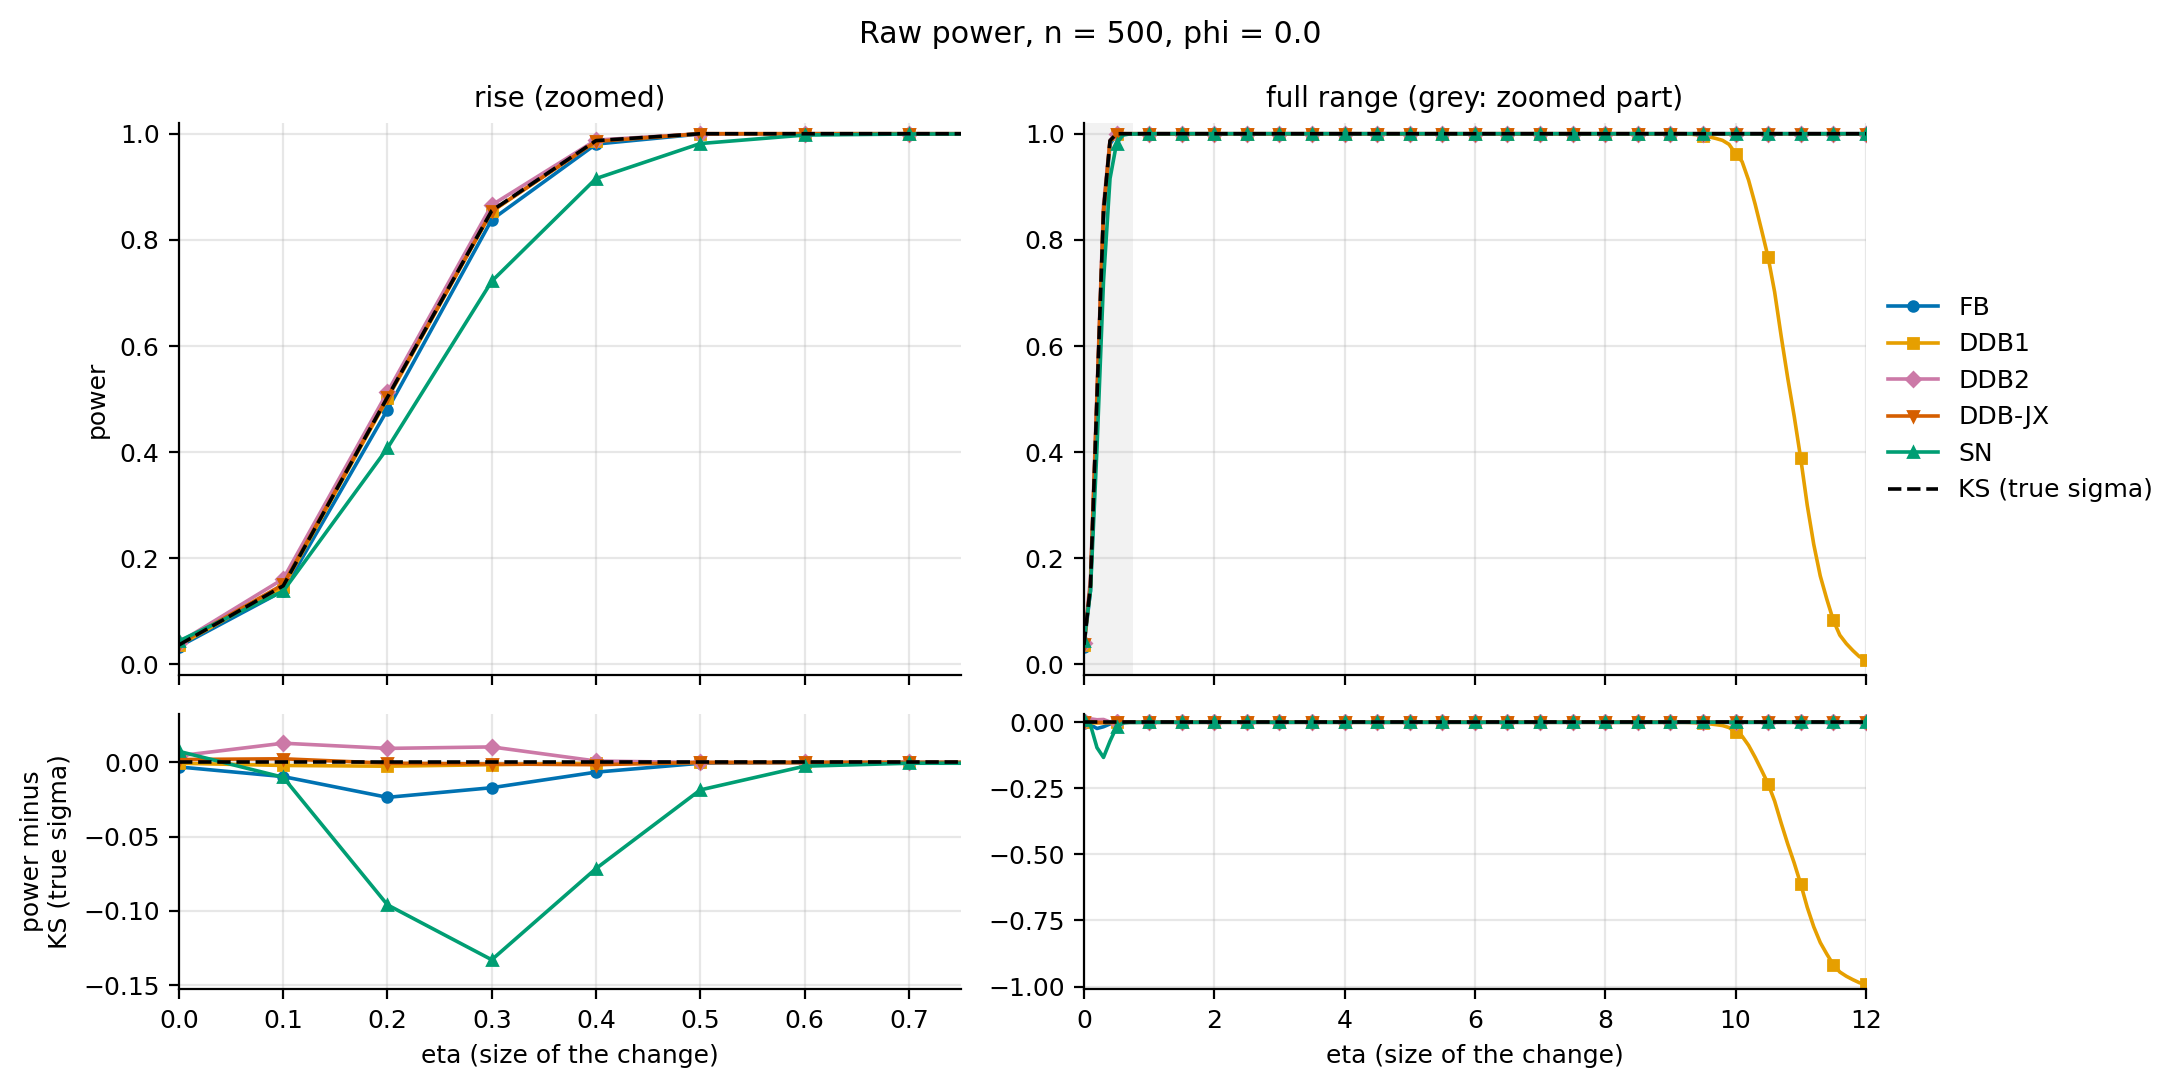 Raw power, n = 500, phi = 0.0
rise (zoomed)
1.0
0.8
0.6
0.4
0.2
0.0
power
full range (grey: zoomed part)
1.0
0.8
0.6
0.4
0.2
0.0
FB
DDB1
DDB2
DDB-JX
SN
KS (true sigma)
0.00
−0.05
−0.10
−0.15
power minus
KS (true sigma)
0.0 0.1 0.2 0.3 0.4 0.5 0.6 0.7
eta (size of the change)
0.00
−0.25
−0.50
−0.75
−1.00
0 2 4 6 8 10 12
eta (size of the change)